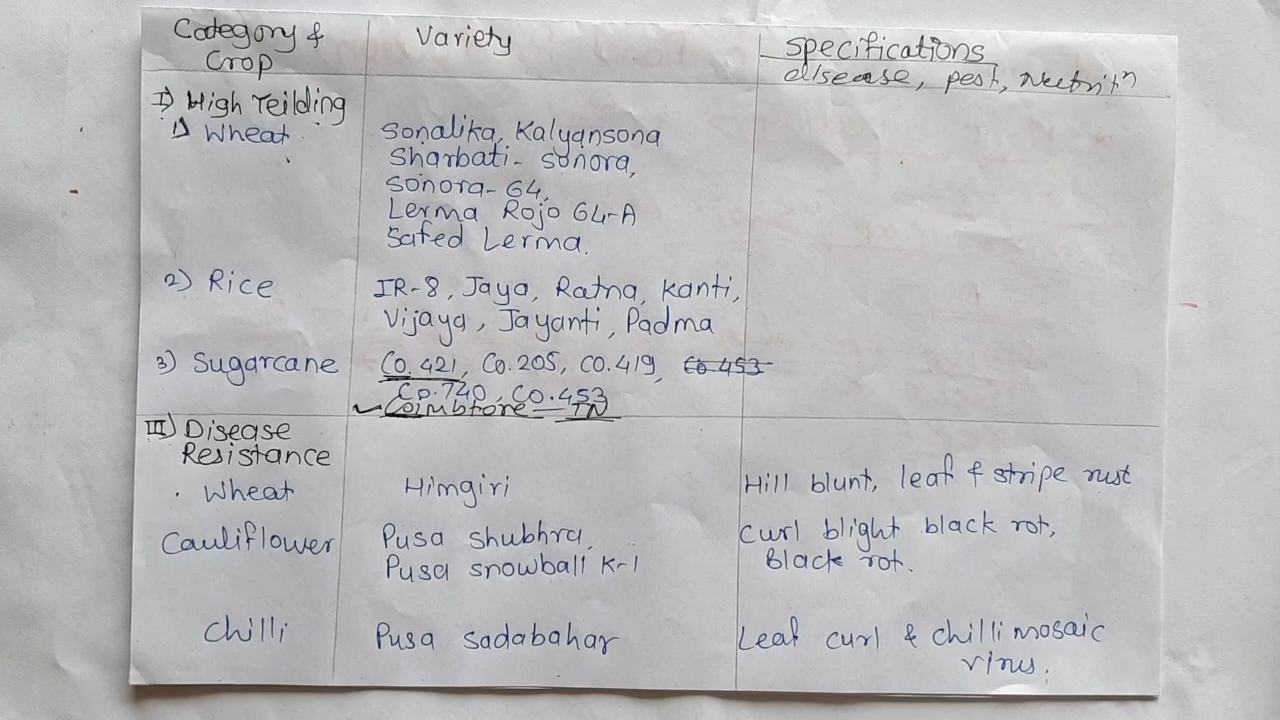 Category & Variety Specifications
Crop disease, pest, Neutritn
I) High Yeilding
1) Wheat Sonalika, Kalyansona
Sharbati - sonora,
Sonora- 64,
Lerma Rojo 64-A
Safed Lerma.
2) Rice IR-8, Jaya, Ratna, Kanti,
Vijaya, Jayanti, Padma
3) Sugarcane CO. 421, CO. 205, CO. 419, CO. 453
CO. 740, CO. 453
Coimbtore — TN
III) Disease
Resistance
Wheat Himgiri Hill blunt, leaf & stripe rust
Cauliflower Pusa shubhra, Curl blight black rot,
Pusa snowball K-1 Black rot.
Chilli Pusa sadabahar Leaf curl & chilli mosaic
virus.